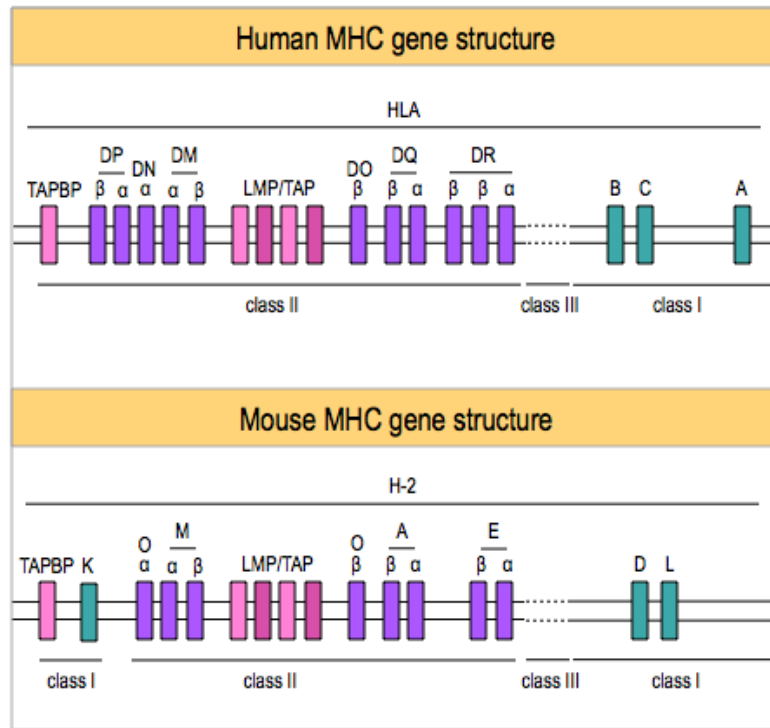 Human MHC gene structure
HLA
DP DN DM DO DQ DR
TAPBP β α α α β LMP/TAP β β α β β α B C A
class II class III class I
Mouse MHC gene structure
H-2
O M O A E
TAPBP K α α β LMP/TAP β β α β α D L
class I class II class III class I